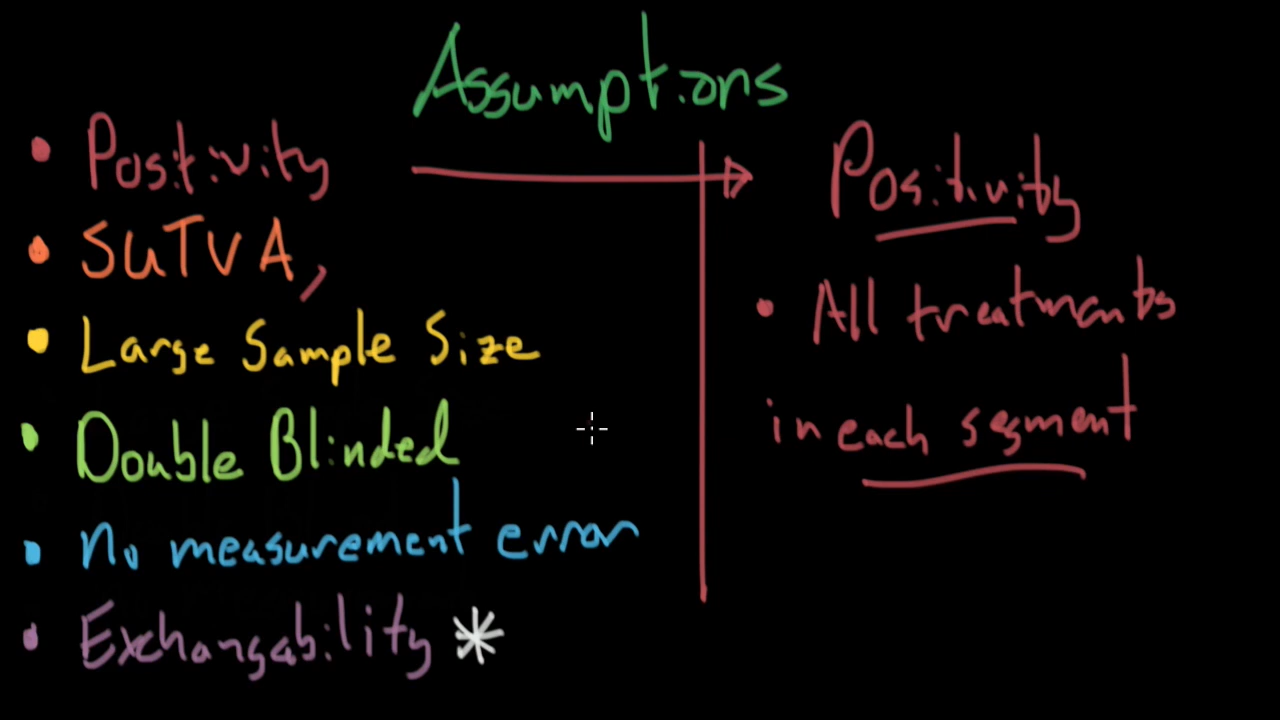 Assumptions
• Positivity
• SUTVA,
• Large Sample Size
• Double Blinded
• No measurement error
• Exchangability *
Positivity
• All treatments
in each segment